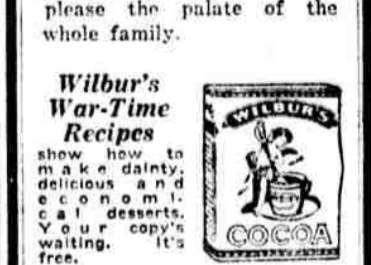 please the palate of the
whole family.
Wilbur's
War-Time
Recipes
show how to
make dainty,
delicious and
economi-
cal desserts.
Your copy's
waiting. It's
free.
WILBUR'S
COCOA